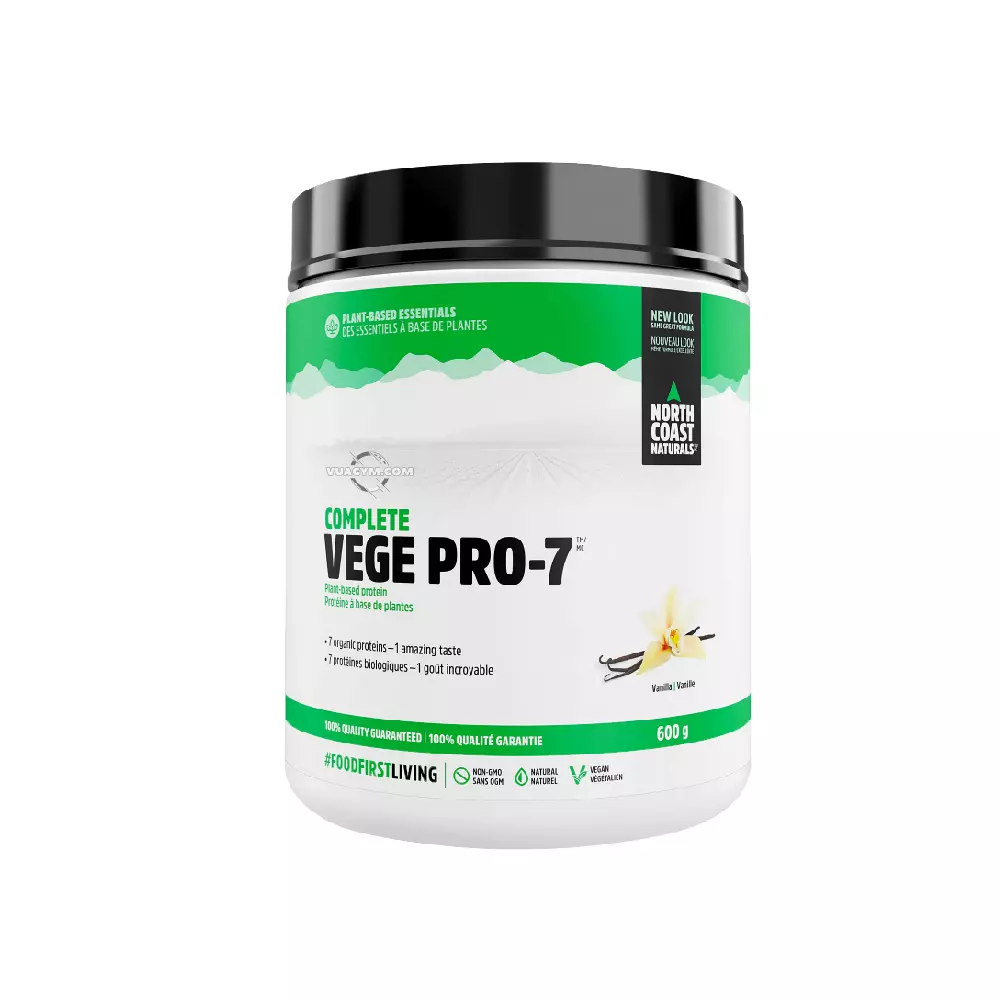 PLANT-BASED ESSENTIALS
DES ESSENTIELS À BASE DE PLANTES
NEW LOOK
SAME GREAT FORMULA
NOUVEAU LOOK
NORTH
COAST
NATURALS
VUAGYM.COM
COMPLETE
VEGE PRO-7
Plant-based protein
Protéine à base de plantes
• 7 organic proteins – 1 amazing taste
• 7 protéines biologiques – 1 goût incroyable
Vanilla | Vanille
100% QUALITY GUARANTEED | 100% QUALITÉ GARANTIE
600 g
#FOODFIRSTLIVING
NON-GMO
SANS OGM
NATURAL
NATUREL
VEGAN
VÉGÉTALIEN